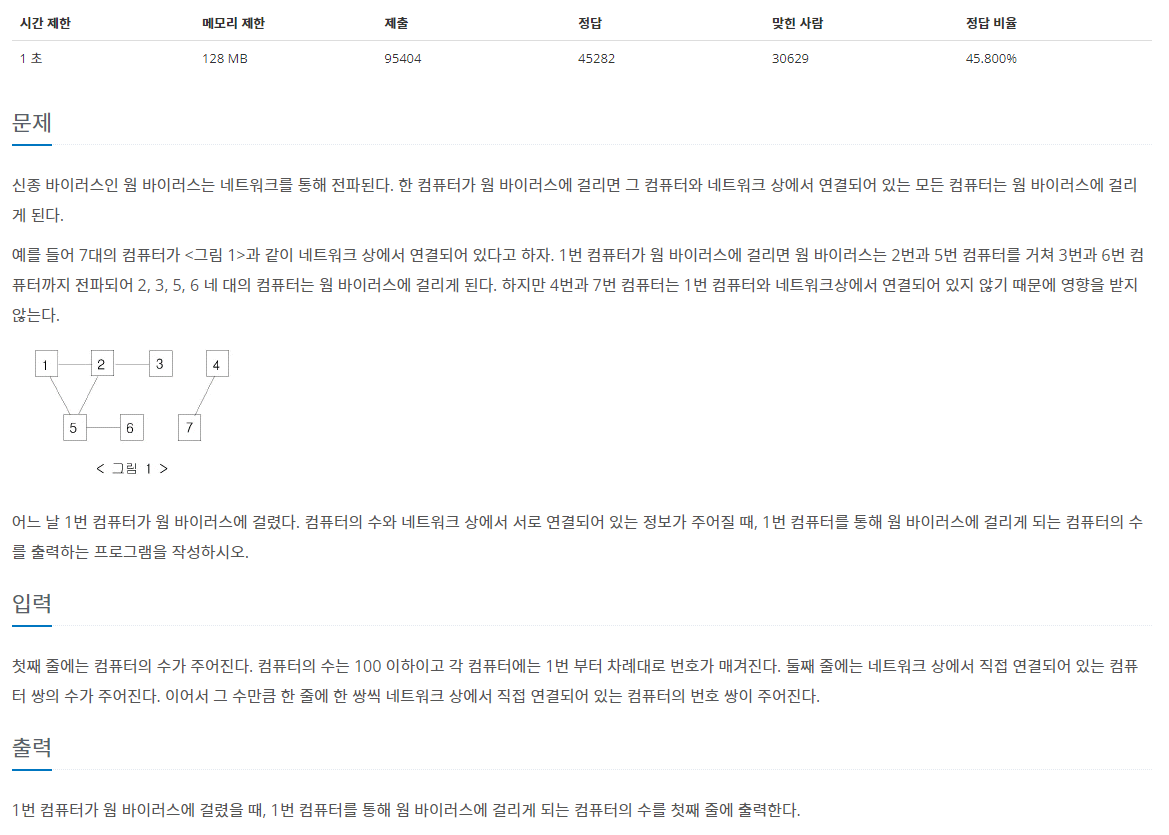 시간 제한 메모리 제한 제출 정답 맞힌 사람 정답 비율
1 초 128 MB 95404 45282 30629 45.800%
문제
신종 바이러스인 웜 바이러스는 네트워크를 통해 전파된다. 한 컴퓨터가 웜 바이러스에 걸리면 그 컴퓨터와 네트워크 상에서 연결되어 있는 모든 컴퓨터는 웜 바이러스에 걸리
게 된다.
예를 들어 7대의 컴퓨터가 <그림 1>과 같이 네트워크 상에서 연결되어 있다고 하자. 1번 컴퓨터가 웜 바이러스에 걸리면 웜 바이러스는 2번과 5번 컴퓨터를 거쳐 3번과 6번 컴
퓨터까지 전파되어 2, 3, 5, 6 네 대의 컴퓨터는 웜 바이러스에 걸리게 된다. 하지만 4번과 7번 컴퓨터는 1번 컴퓨터와 네트워크상에서 연결되어 있지 않기 때문에 영향을 받지
않는다.
1 2 3 4
5 6 7
< 그림 1 >
어느 날 1번 컴퓨터가 웜 바이러스에 걸렸다. 컴퓨터의 수와 네트워크 상에서 서로 연결되어 있는 정보가 주어질 때, 1번 컴퓨터를 통해 웜 바이러스에 걸리게 되는 컴퓨터의 수
를 출력하는 프로그램을 작성하시오.
입력
첫째 줄에는 컴퓨터의 수가 주어진다. 컴퓨터의 수는 100 이하이고 각 컴퓨터에는 1번 부터 차례대로 번호가 매겨진다. 둘째 줄에는 네트워크 상에서 직접 연결되어 있는 컴퓨
터 쌍의 수가 주어진다. 이어서 그 수만큼 한 줄에 한 쌍씩 네트워크 상에서 직접 연결되어 있는 컴퓨터의 번호 쌍이 주어진다.
출력
1번 컴퓨터가 웜 바이러스에 걸렸을 때, 1번 컴퓨터를 통해 웜 바이러스에 걸리게 되는 컴퓨터의 수를 첫째 줄에 출력한다.